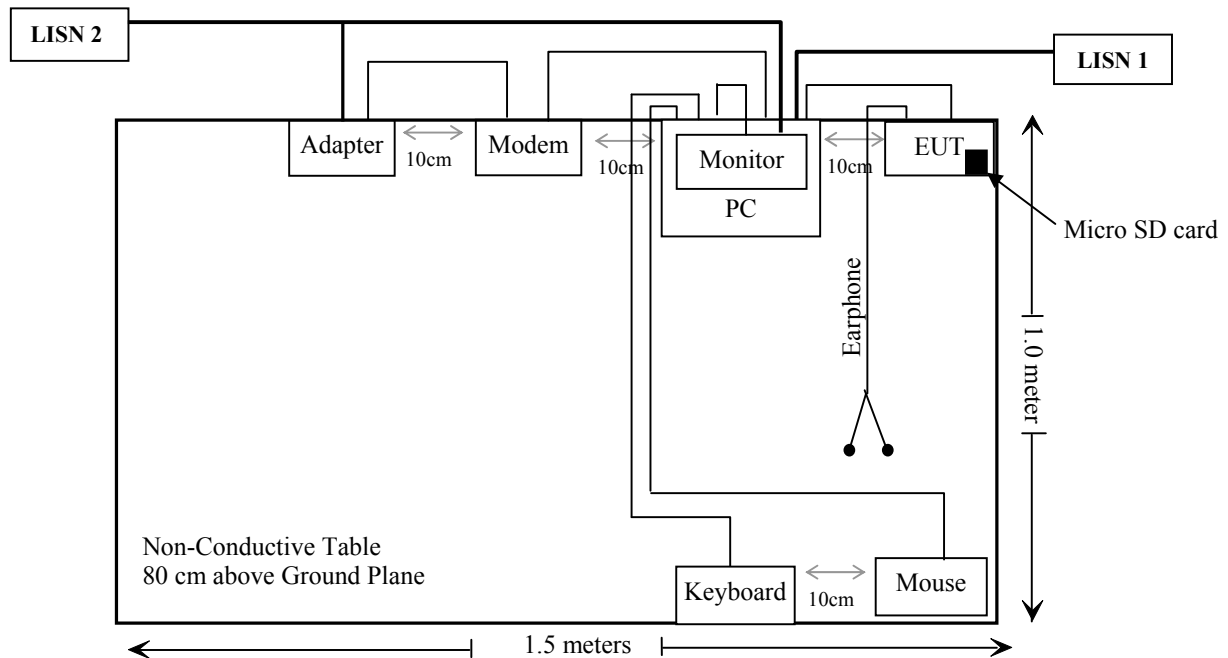 LISN 2
LISN 1
Adapter
10cm
Modem
10cm
Monitor
PC
10cm
EUT
Micro SD card
Earphone
1.0 meter
Non-Conductive Table
80 cm above Ground Plane
Keyboard
10cm
Mouse
1.5 meters